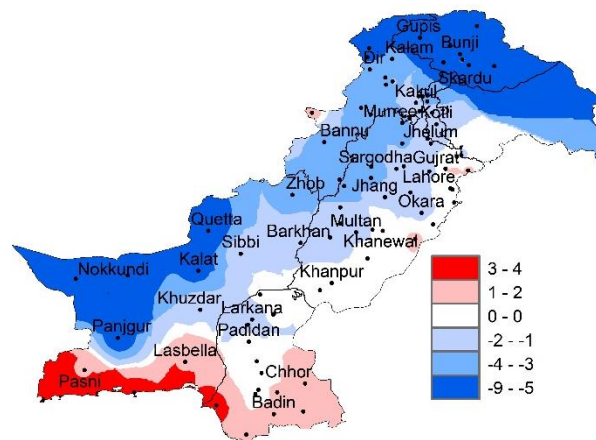 Gupis
Kalam
Bunji
Dir
Skardu
Kakul
Murree
Kotli
Bannu
Jhelum
Sargodha
Gujrat
Zhob
Jhang
Lahore
Okara
Quetta
Multan
Sibbi
Barkhan
Khanewal
Nokkundi
Kalat
Khanpur
Khuzdar
Larkana
Panjgur
Padidan
Lasbella
Pasni
Chhor
Badin
3 - 4
1 - 2
0 - 0
-2 - -1
-4 - -3
-9 - -5